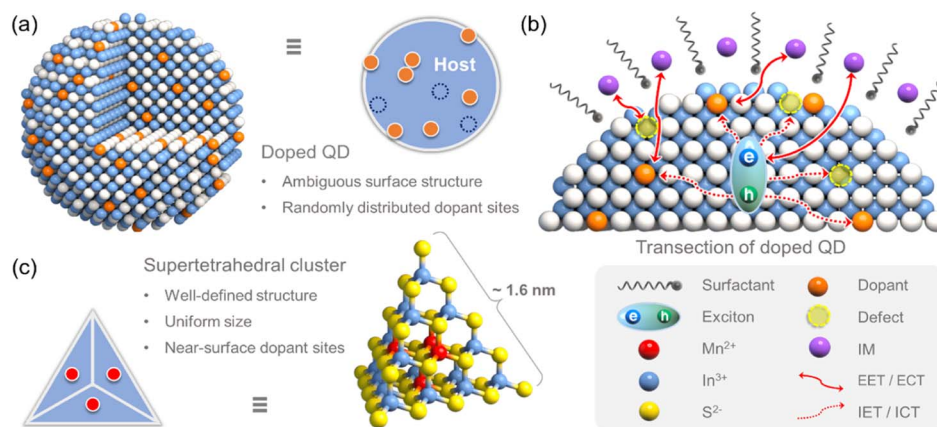 (a)
Host
Doped QD
• Ambiguous surface structure
• Randomly distributed dopant sites
(b)
e
h
Transection of doped QD
(c)
Supertetrahedral cluster
• Well-defined structure
• Uniform size
• Near-surface dopant sites
~ 1.6 nm
Surfactant
Dopant
e h
Exciton
Defect
Mn²⁺
IM
In³⁺
EET / ECT
S²⁻
IET / ICT